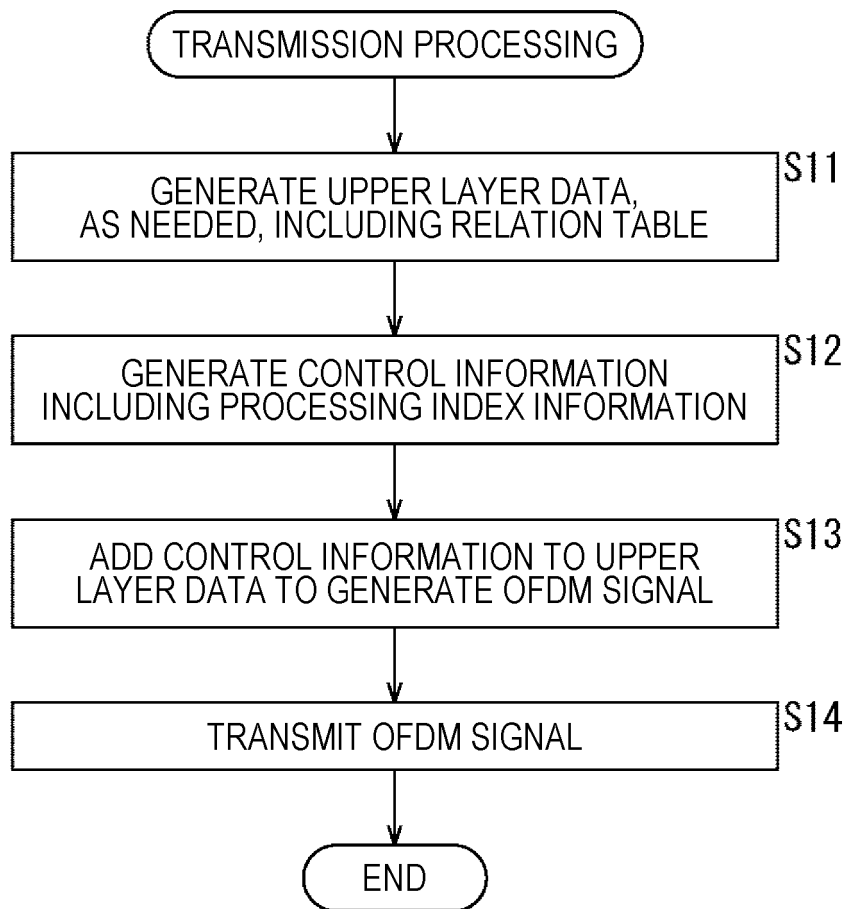 TRANSMISSION PROCESSING
S11
GENERATE UPPER LAYER DATA,
AS NEEDED, INCLUDING RELATION TABLE
S12
GENERATE CONTROL INFORMATION
INCLUDING PROCESSING INDEX INFORMATION
S13
ADD CONTROL INFORMATION TO UPPER
LAYER DATA TO GENERATE OFDM SIGNAL
S14
TRANSMIT OFDM SIGNAL
END